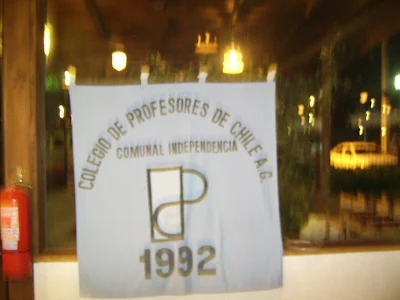 COLEGIO DE PROFESORES DE CHILE A.G.
COMUNAL INDEPENDENCIA
1992